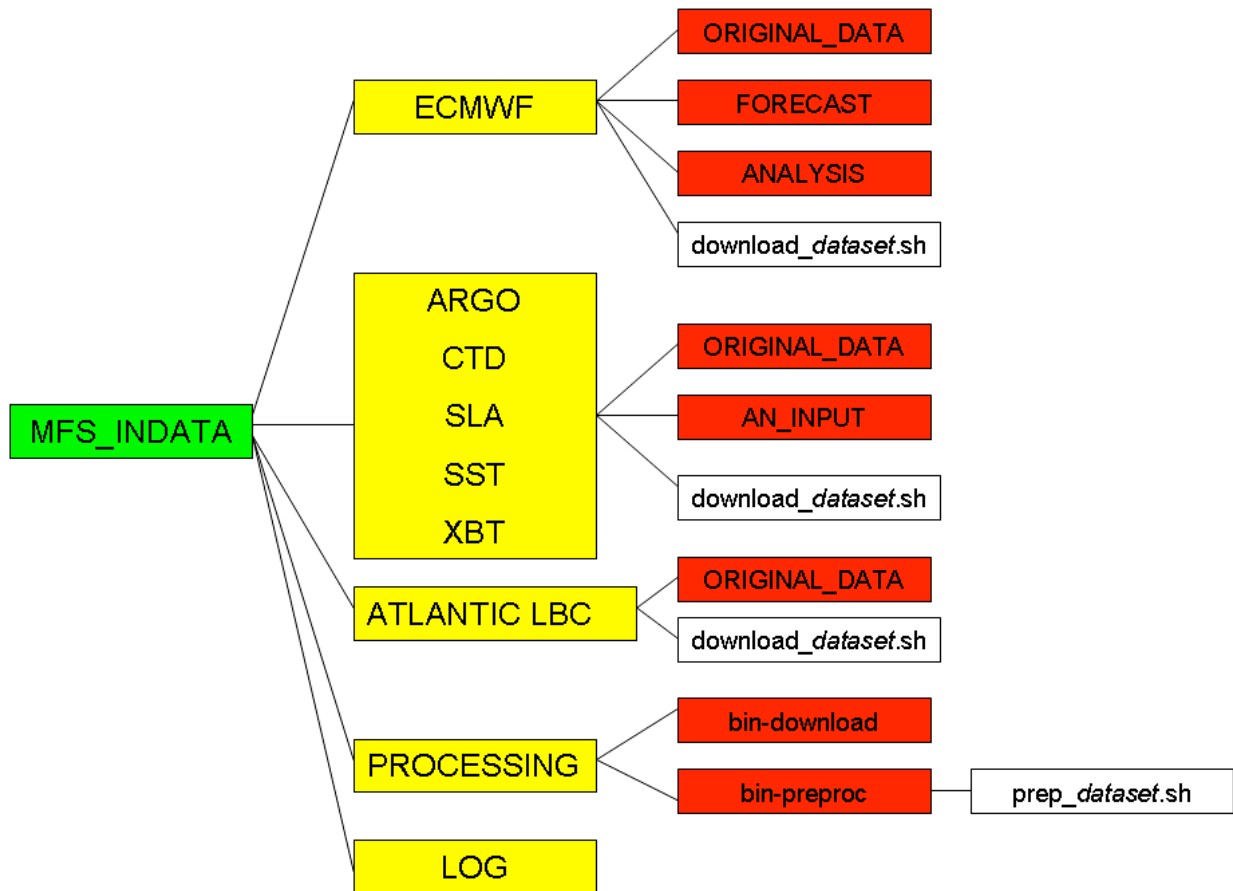 MFS_INDATA
ECMWF
ORIGINAL_DATA
FORECAST
ANALYSIS
download_dataset.sh
ARGO
CTD
SLA
SST
XBT
ORIGINAL_DATA
AN_INPUT
download_dataset.sh
ATLANTIC LBC
ORIGINAL_DATA
download_dataset.sh
PROCESSING
bin-download
bin-preproc
prep_dataset.sh
LOG